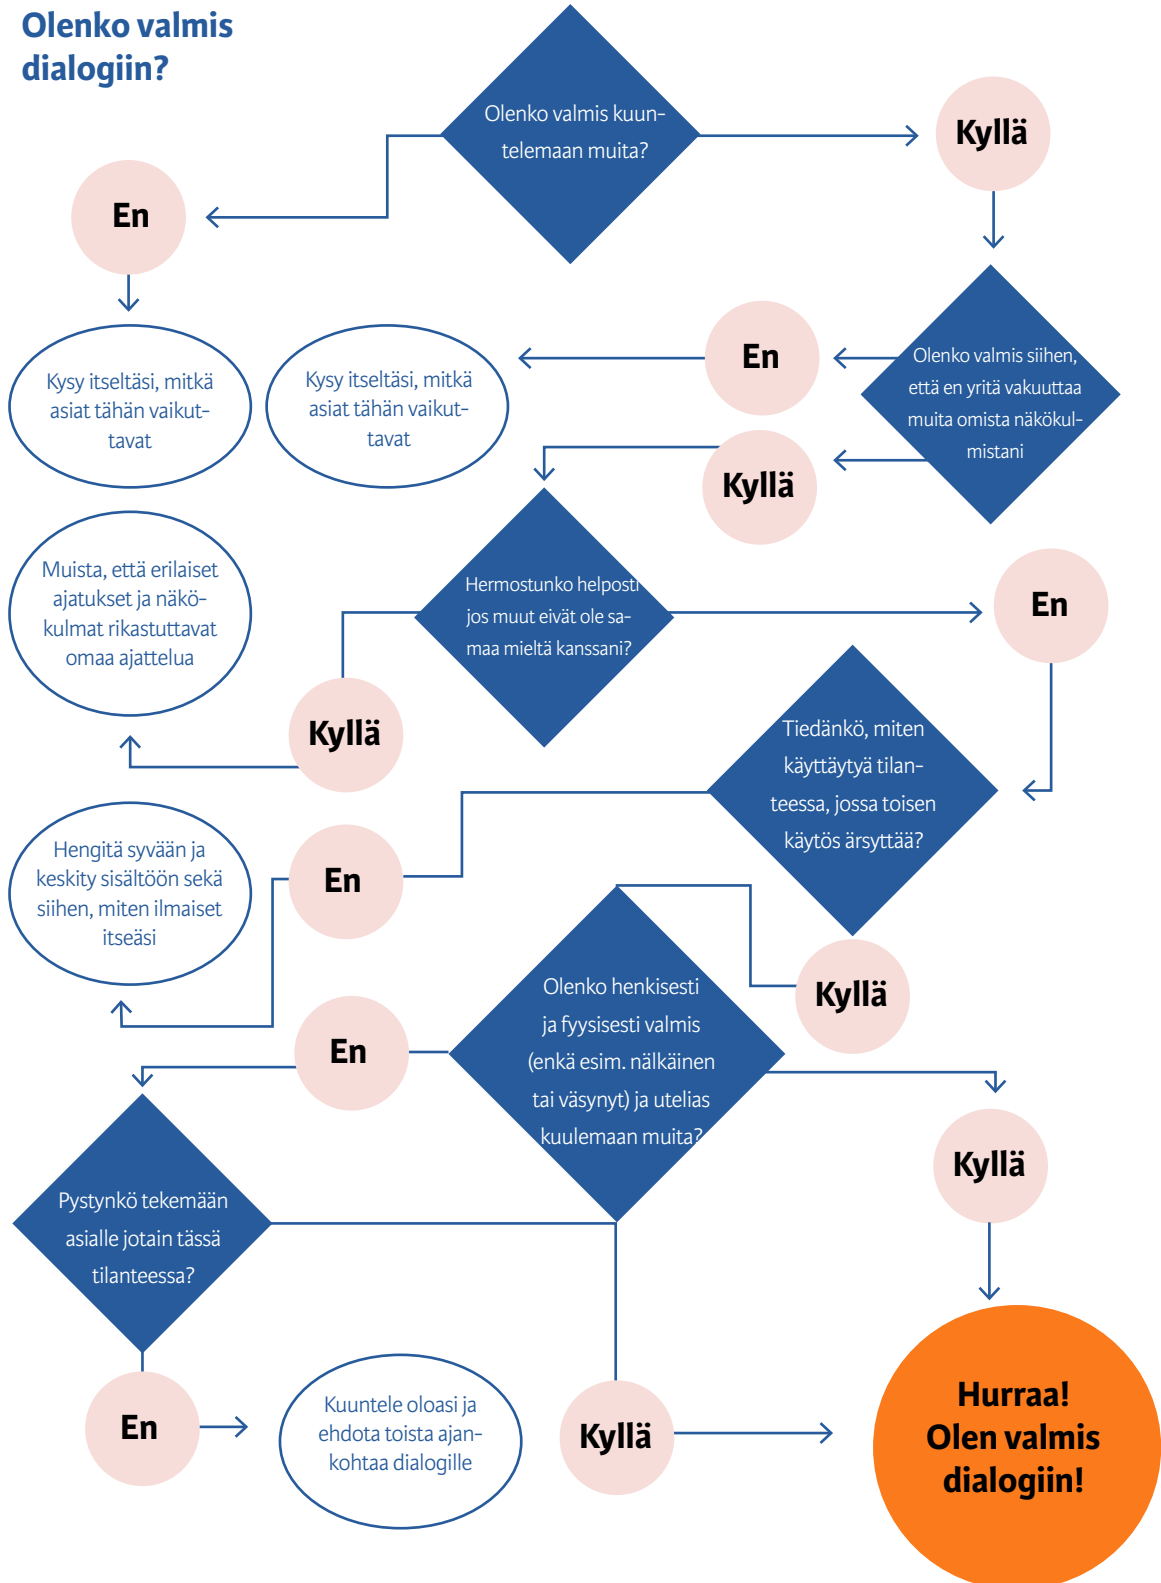 Olenko valmis
dialogiin?
Olenko valmis kuun-
telemaan muita?
Kyllä
En
Kysy itseltäsi, mitkä
asiat tähän vaikut-
tavat
Kysy itseltäsi, mitkä
asiat tähän vaikut-
tavat
En
Olenko valmis siihen,
että en yritä vakuuttaa
muita omista näkökul-
mistani
Kyllä
Muista, että erilaiset
ajatukset ja näkö-
kulmat rikastuttavat
omaa ajattelua
Hermostunko helposti
jos muut eivät ole sa-
maa mieltä kanssani?
En
Kyllä
Tiedänkö, miten
käyttäytyä tilan-
teessa, jossa toisen
käytös ärsyttää?
Hengitä syvään ja
keskity sisältöön sekä
siihen, miten ilmaiset
itseäsi
En
Kyllä
Olenko henkisesti
ja fyysisesti valmis
(enkä esim. nälkäinen
tai väsynyt) ja utelias
kuulemaan muita?
En
Kyllä
Pystynkö tekemään
asialle jotain tässä
tilanteessa?
En
Kuuntele oloasi ja
ehdota toista ajan-
kohtaa dialogille
Kyllä
Hurraa!
Olen valmis
dialogiin!